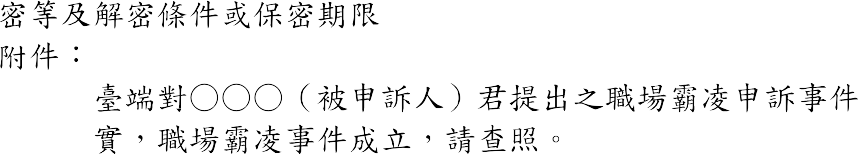 密等及解密條件或保密期限
附件：
臺端對○○○（被申訴人）君提出之職場霸凌申訴事件
實，職場霸凌事件成立，請查照。